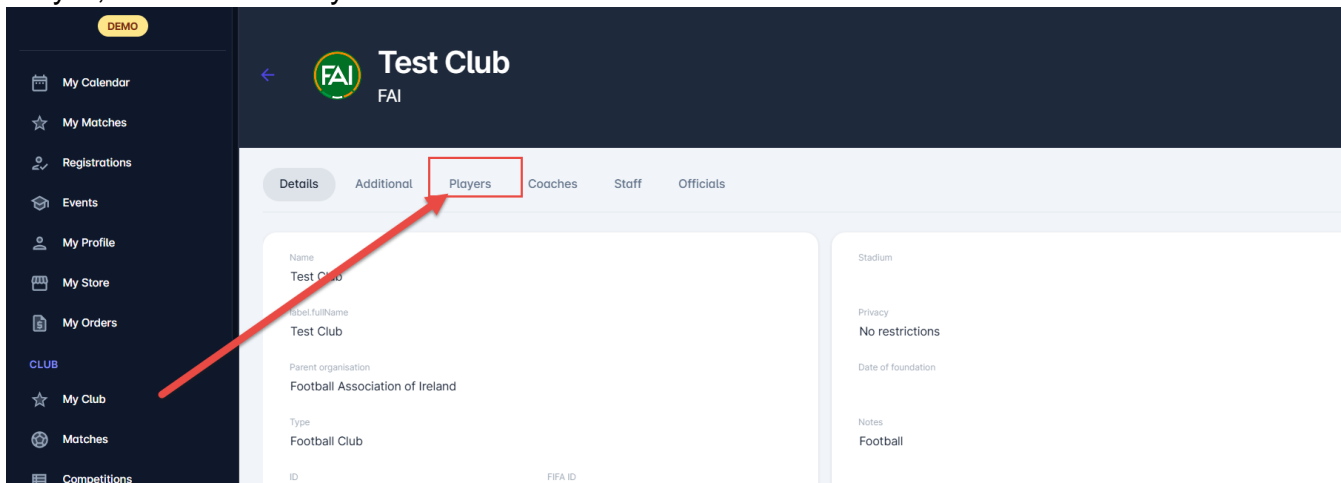 DEMO
My Calendar
My Matches
Registrations
Events
My Profile
My Store
My Orders
CLUB
My Club
Matches
Competitions
FAI
Test Club
FAI
Details Additional Players Coaches Staff Officials
Name
Test Club
label.fullName
Test Club
Parent organisation
Football Association of Ireland
Type
Football Club
ID FIFA ID
Stadium
Privacy
No restrictions
Date of foundation
Notes
Football